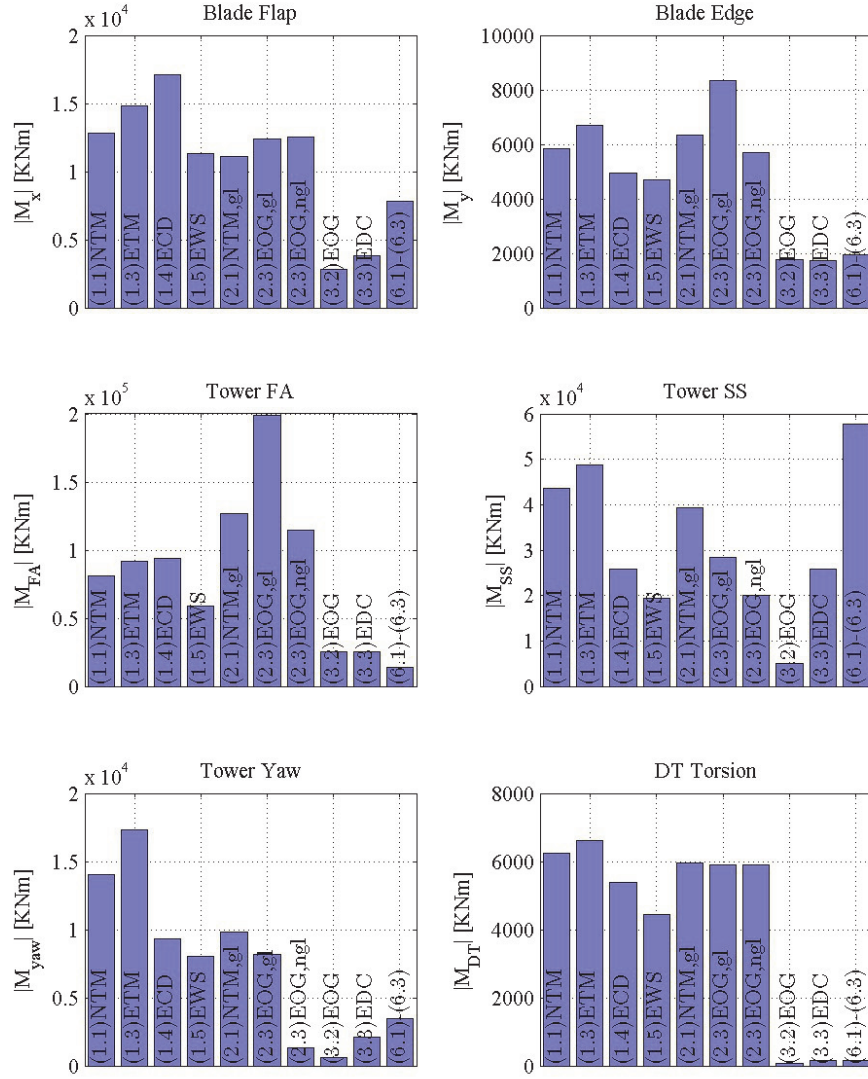 Blade Flap
x 10⁴
2
1.5
1
0.5
0
|Mₓ| [KNm]
(1.1)NTM
(1.3)ETM
(1.4)ECD
(1.5)EWS
(2.1)NTM,gl
(2.3)EOG,gl
(2.3)EOG,ngl
(3.2)EOG
(3.3)EDC
(6.1)-(6.3)
Blade Edge
10000
8000
6000
4000
2000
0
|M_y| [KNm]
(1.1)NTM
(1.3)ETM
(1.4)ECD
(1.5)EWS
(2.1)NTM,gl
(2.3)EOG,gl
(2.3)EOG,ngl
(3.2)EOG
(3.3)EDC
(6.1)-(6.3)
Tower FA
x 10⁵
2
1.5
1
0.5
0
|M_FA| [KNm]
(1.1)NTM
(1.3)ETM
(1.4)ECD
(1.5)EWS
(2.1)NTM,gl
(2.3)EOG,gl
(2.3)EOG,ngl
(3.2)EOG
(3.3)EDC
(6.1)-(6.3)
Tower SS
x 10⁴
6
5
4
3
2
1
0
|M_SS| [KNm]
(1.1)NTM
(1.3)ETM
(1.4)ECD
(1.5)EWS
(2.1)NTM,gl
(2.3)EOG,gl
(2.3)EOG,ngl
(3.2)EOG
(3.3)EDC
(6.1)-(6.3)
Tower Yaw
x 10⁴
2
1.5
1
0.5
0
|M_yaw| [KNm]
(1.1)NTM
(1.3)ETM
(1.4)ECD
(1.5)EWS
(2.1)NTM,gl
(2.3)EOG,gl
(2.3)EOG,ngl
(3.2)EOG
(3.3)EDC
(6.1)-(6.3)
DT Torsion
8000
6000
4000
2000
0
|M_DT| [KNm]
(1.1)NTM
(1.3)ETM
(1.4)ECD
(1.5)EWS
(2.1)NTM,gl
(2.3)EOG,gl
(2.3)EOG,ngl
(3.2)EOG
(3.3)EDC
(6.1)-(6.3)